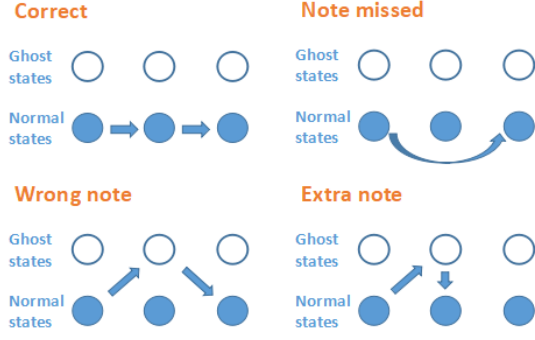 Correct
Ghost
states
Normal
states
Note missed
Ghost
states
Normal
states
Wrong note
Ghost
states
Normal
states
Extra note
Ghost
states
Normal
states